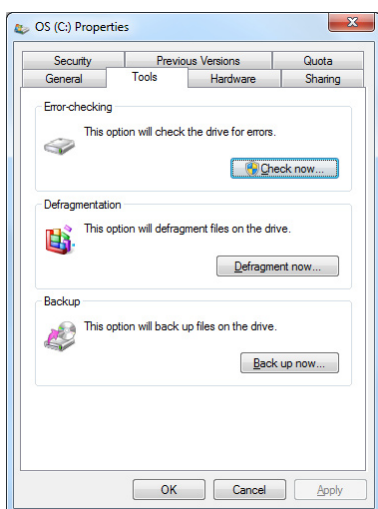 OS (C:) Properties
Security Previous Versions Quota
General Tools Hardware Sharing
Error-checking
This option will check the drive for errors.
Check now...
Defragmentation
This option will defragment files on the drive.
Defragment now...
Backup
This option will back up files on the drive.
Back up now...
OK Cancel Apply